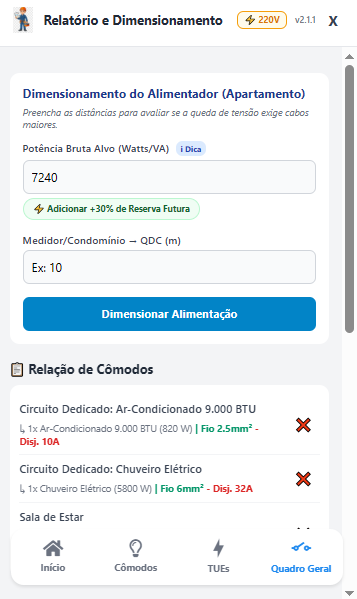 Relatório e Dimensionamento
⚡ 220V
v2.1.1
X
Dimensionamento do Alimentador (Apartamento)
Preencha as distâncias para avaliar se a queda de tensão exige cabos
maiores.
Potência Bruta Alvo (Watts/VA)
i Dica
7240
⚡ Adicionar +30% de Reserva Futura
Medidor/Condomínio → QDC (m)
Ex: 10
Dimensionar Alimentação
📋 Relação de Cômodos
Circuito Dedicado: Ar-Condicionado 9.000 BTU
↳ 1x Ar-Condicionado 9.000 BTU (820 W) | Fio 2.5mm² -
Disj. 10A
Circuito Dedicado: Chuveiro Elétrico
↳ 1x Chuveiro Elétrico (5800 W) | Fio 6mm² - Disj. 32A
Sala de Estar
Início
Cômodos
TUEs
Quadro Geral